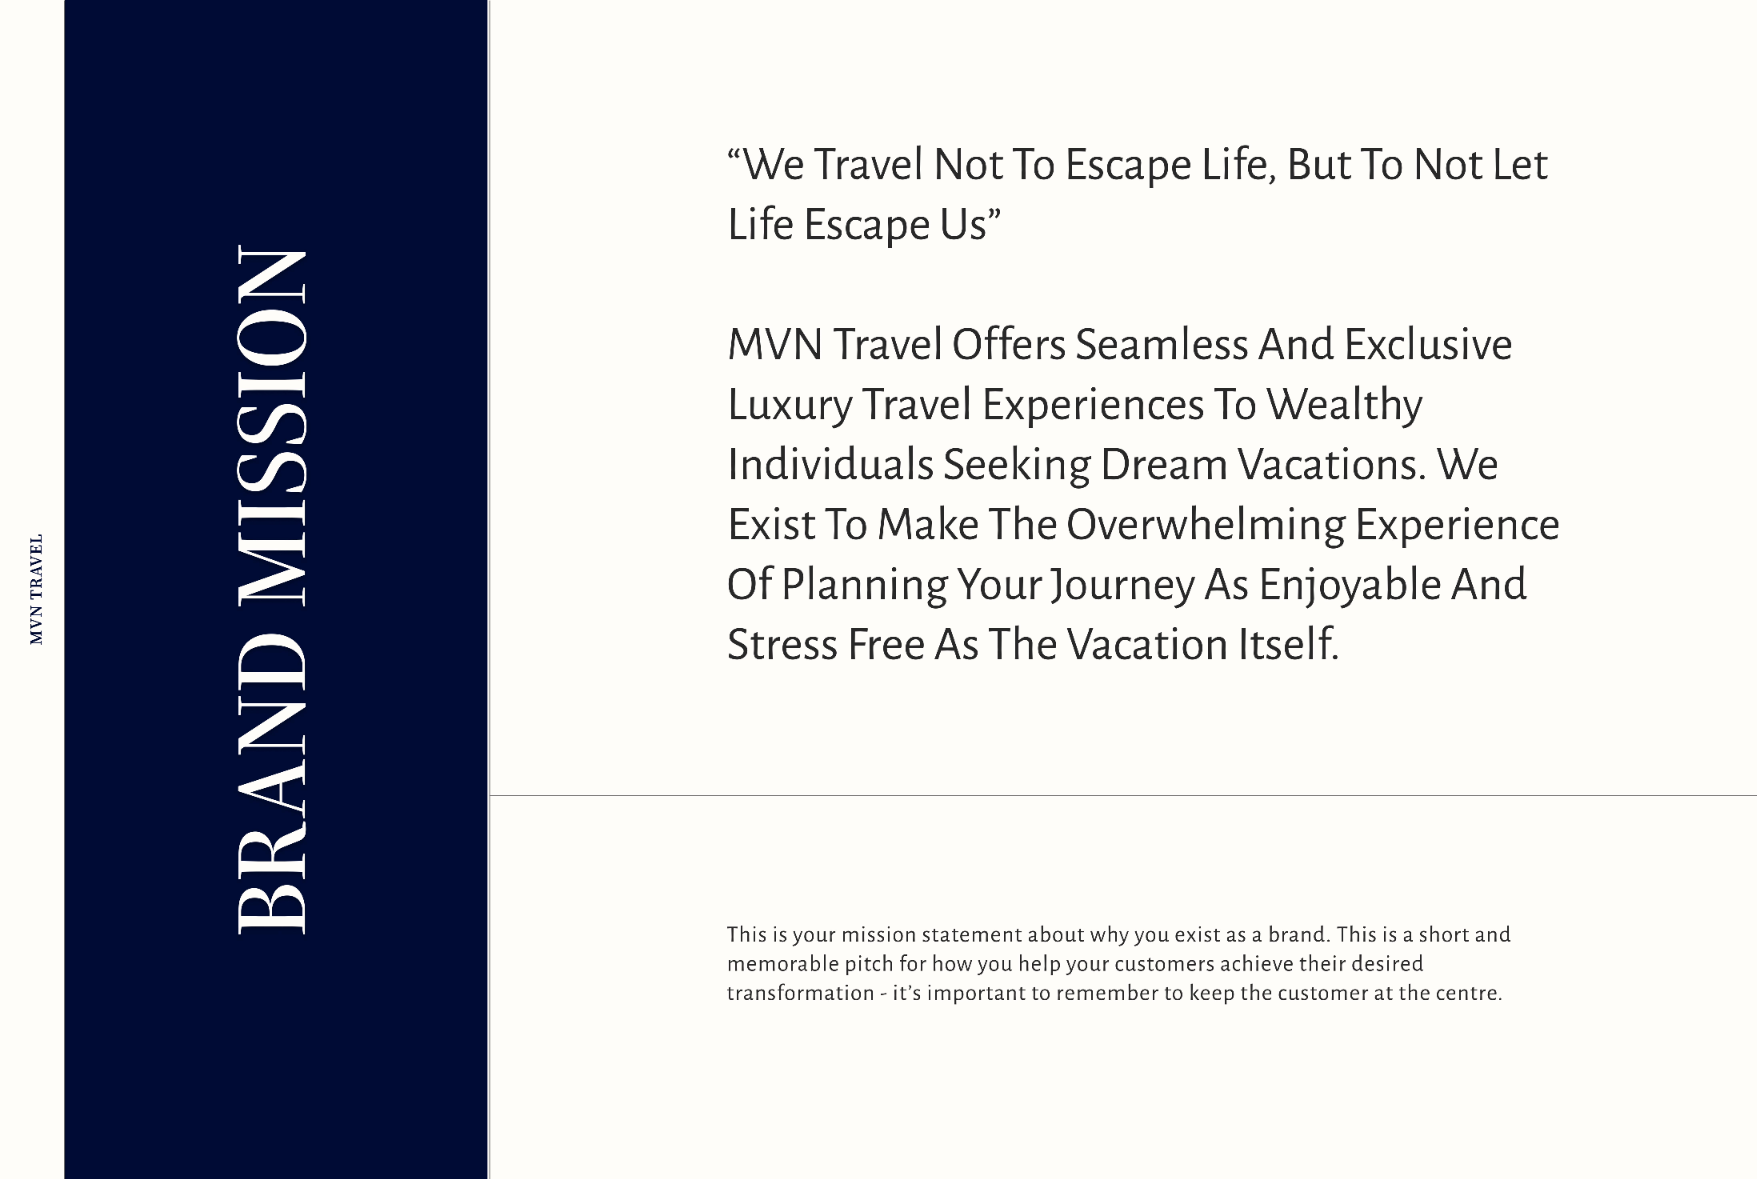 MVN TRAVEL
BRAND MISSION
“We Travel Not To Escape Life, But To Not Let
Life Escape Us”
MVN Travel Offers Seamless And Exclusive
Luxury Travel Experiences To Wealthy
Individuals Seeking Dream Vacations. We
Exist To Make The Overwhelming Experience
Of Planning Your Journey As Enjoyable And
Stress Free As The Vacation Itself.
This is your mission statement about why you exist as a brand. This is a short and
memorable pitch for how you help your customers achieve their desired
transformation - it’s important to remember to keep the customer at the centre.